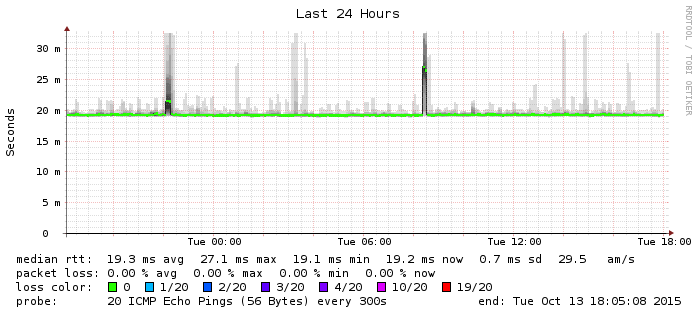 Last 24 Hours
RRDTOOL / TOBI OETIKER
Seconds
30 m
25 m
20 m
15 m
10 m
5 m
0
Tue 00:00 Tue 06:00 Tue 12:00 Tue 18:00
median rtt: 19.3 ms avg 27.1 ms max 19.1 ms min 19.2 ms now 0.7 ms sd 29.5 am/s
packet loss: 0.00 % avg 0.00 % max 0.00 % min 0.00 % now
loss color: 0 1/20 2/20 3/20 4/20 10/20 19/20
probe: 20 ICMP Echo Pings (56 Bytes) every 300s end: Tue Oct 13 18:05:08 2015